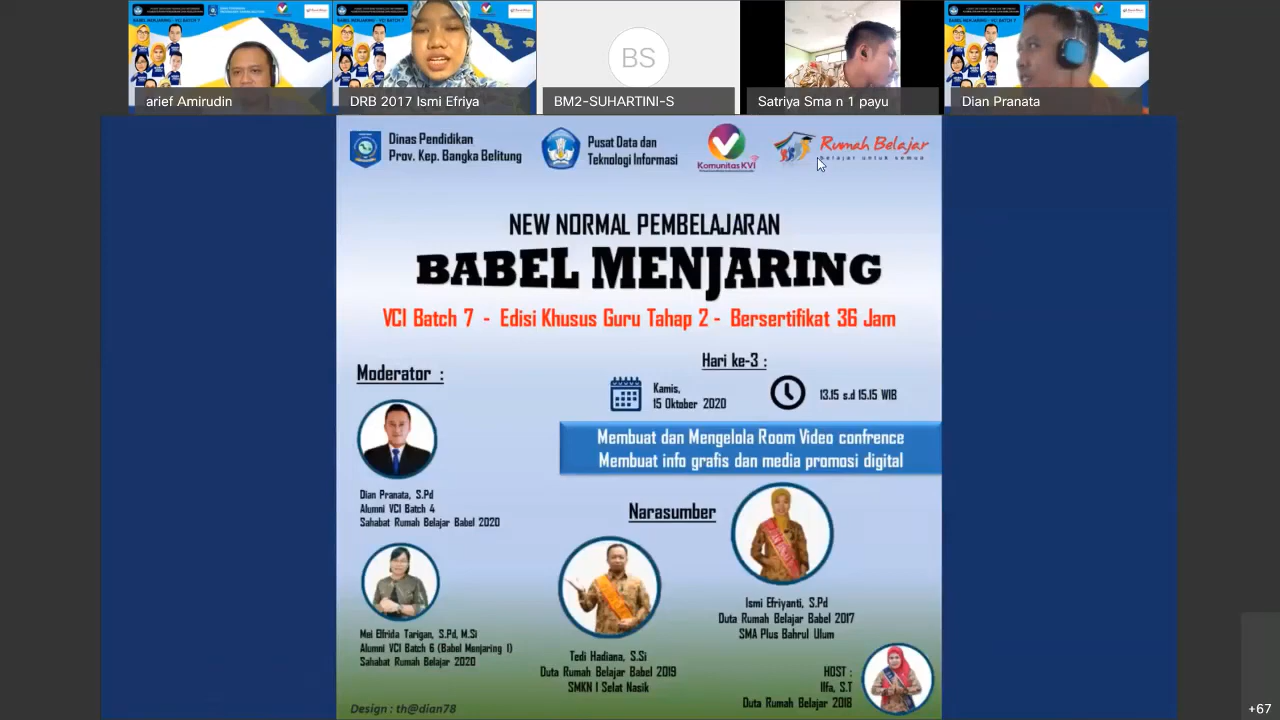 BABEL MENJARING - VCI BATCH 7
arief Amirudin
DRB 2017 Ismi Efriya
BS
BM2-SUHARTINI-S
Satriya Sma n 1 payu
Dian Pranata
Dinas Pendidikan
Prov. Kep. Bangka Belitung
Pusat Data dan
Teknologi Informasi
Komunitas KVI
Rumah Belajar
belajar untuk semua
NEW NORMAL PEMBELAJARAN
BABEL MENJARING
VCI Batch 7 - Edisi Khusus Guru Tahap 2 - Bersertifikat 36 Jam
Hari ke-3 :
Kamis,
15 Oktober 2020
13.15 s.d 15.15 WIB
Membuat dan Mengelola Room Video confrence
Membuat info grafis dan media promosi digital
Moderator :
Dian Pranata, S.Pd
Alumni VCI Batch 4
Sahabat Rumah Belajar Babel 2020
Mei Elfrida Tarigan, S.Pd, M.Si
Alumni VCI Batch 6 (Babel Menjaring 1)
Sahabat Rumah Belajar 2020
Narasumber
Tedi Hadiana, S.Si
Duta Rumah Belajar Babel 2019
SMKN 1 Selat Nasik
Ismi Efriyanti, S.Pd
Duta Rumah Belajar Babel 2017
SMA Plus Bahrul Ulum
HOST :
Ilfa, S.T
Duta Rumah Belajar 2018
Design : th@dian78
+67